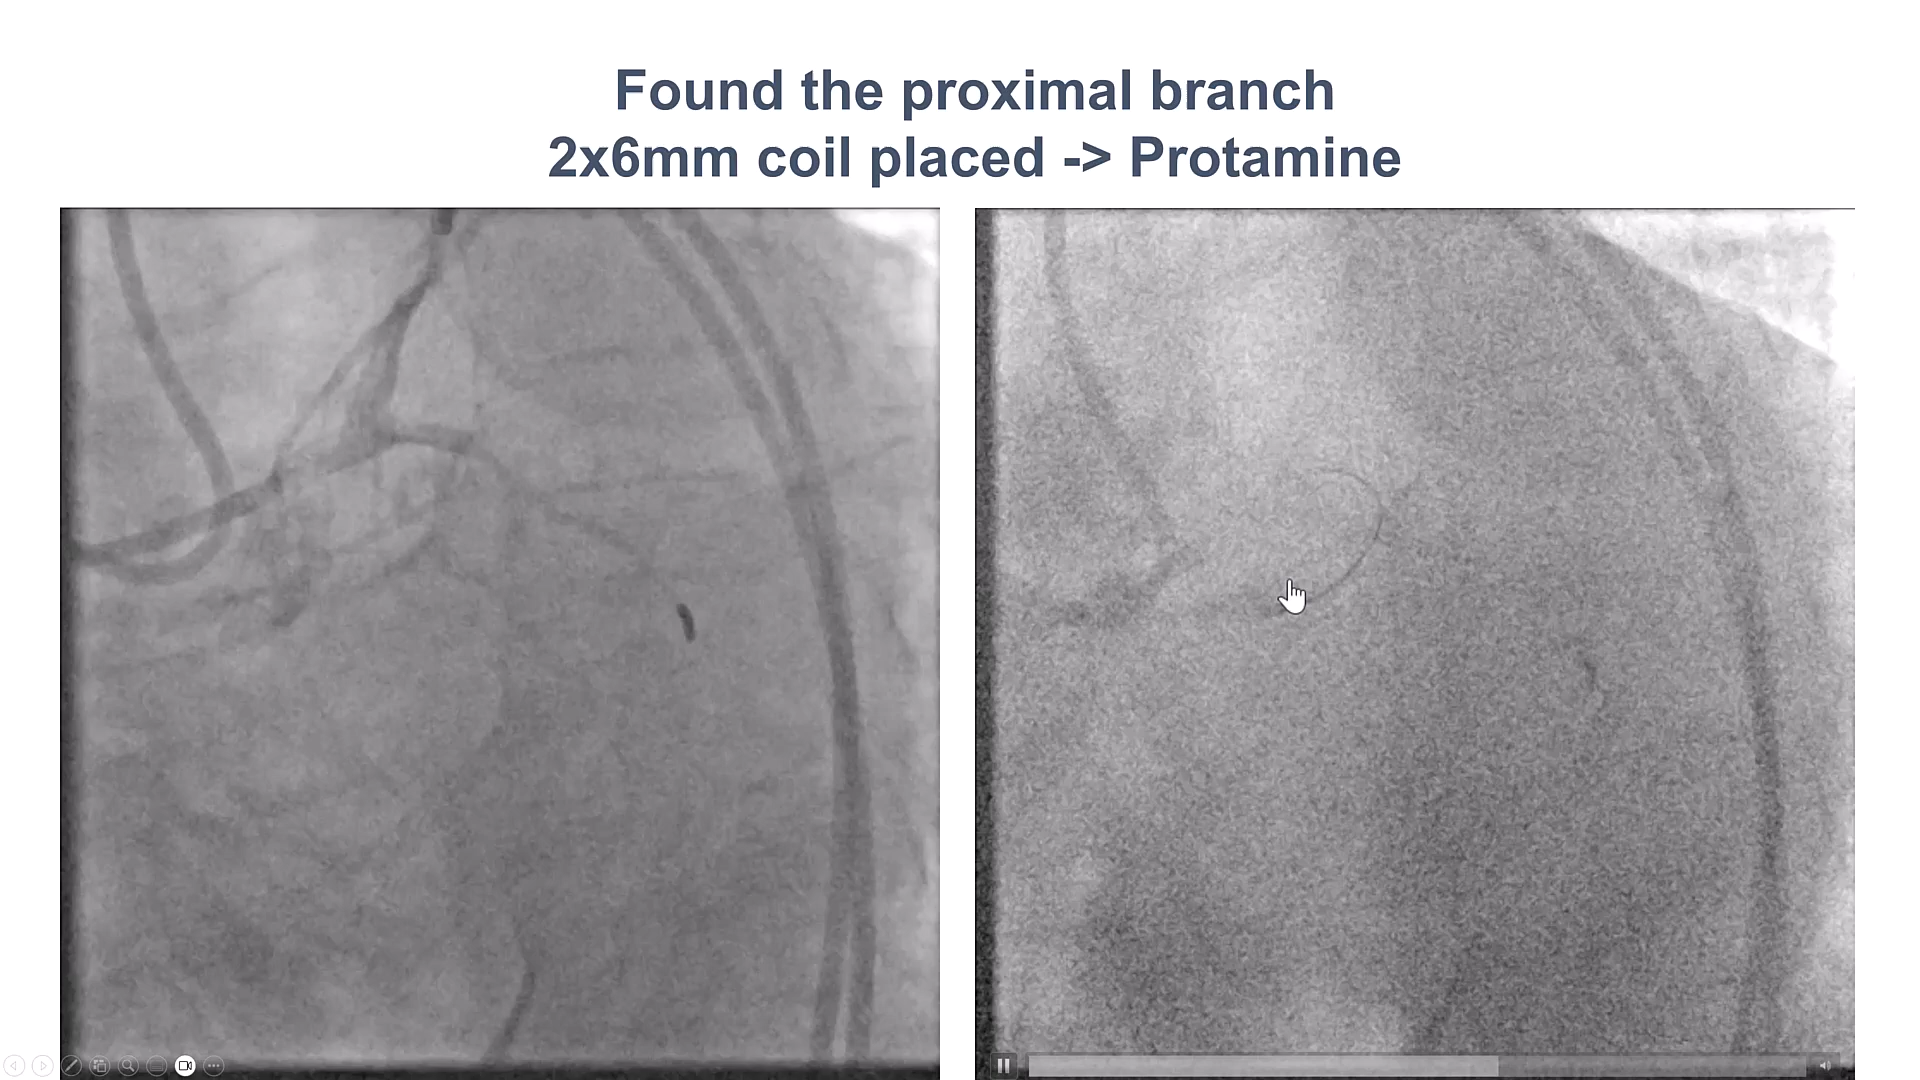 Found the proximal branch
2x6mm coil placed -> Protamine